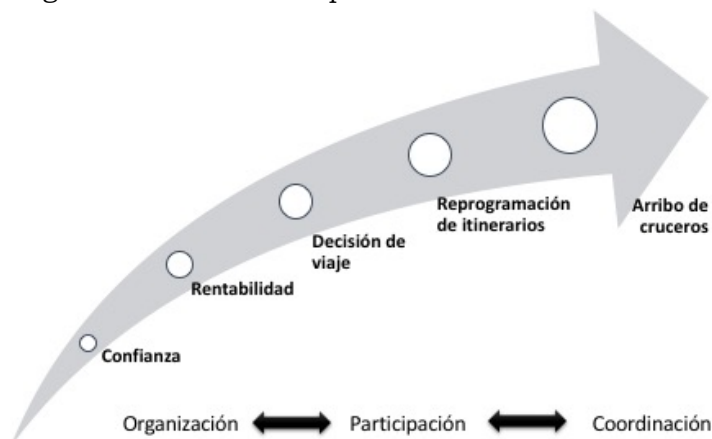 Reprogramación
de itinerarios
Arribo de
cruceros
Decisión de
viaje
Rentabilidad
Confianza
Organización Participación Coordinación